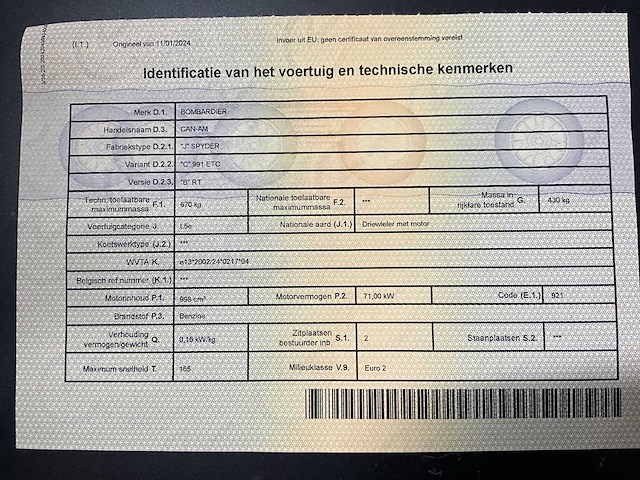 (I.1.) Origineel van 11/01/2024 Invoer uit EU: geen certificaat van overeenstemming vereist
Identificatie van het voertuig en technische kenmerken
Merk D.1. BOMBARDIER
Handelsnaam D.3. CAN-AM
Fabriekstype D.2.1. "J" SPYDER
Variant D.2.2. "C" 991 ETC
Versie D.2.3. "B" RT
Techn. toelaatbare maximummassa F.1. 670 kg Nationale toelaatbare maximummassa F.2. *** Massa in rijklare toestand G. 430 kg
Voertuigcategorie J. L5e Nationale aard (J.1.) Driewieler met motor
Koetswerktype (J.2.) ***
WVTA K. e13*2002/24*0217*04
Belgisch ref nummer (K.1.) ***
Motorinhoud P.1. 998 cm³ Motorvermogen P.2. 71,00 kW Code (E.1.) 921
Brandstof P.3. Benzine
Verhouding vermogen/gewicht Q. 0,16 kW/kg Zitplaatsen bestuurder inb. S.1. 2 Staanplaatsen S.2. ***
Maximum snelheid T. 165 Milieuklasse V.9. Euro 2